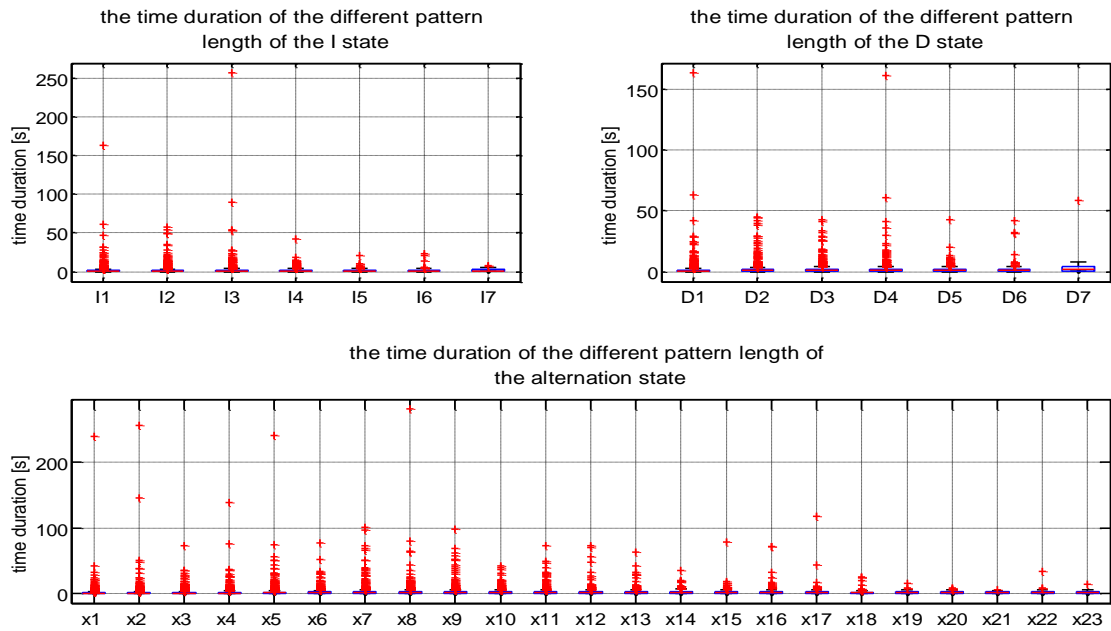 the time duration of the different pattern
length of the I state
time duration [s]
250
200
150
100
50
0
I1 I2 I3 I4 I5 I6 I7
the time duration of the different pattern
length of the D state
time duration [s]
150
100
50
0
D1 D2 D3 D4 D5 D6 D7
the time duration of the different pattern length of
the alternation state
time duration [s]
200
100
0
x1 x2 x3 x4 x5 x6 x7 x8 x9 x10 x11 x12 x13 x14 x15 x16 x17 x18 x19 x20 x21 x22 x23